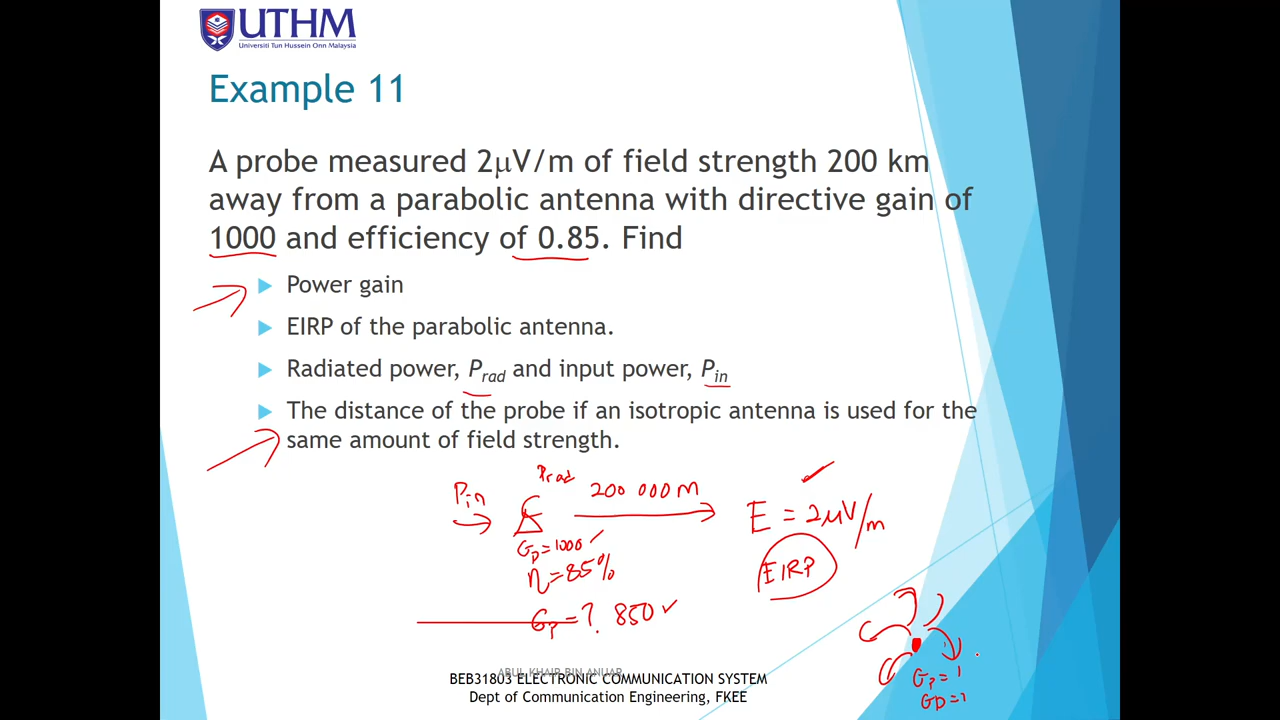 UTHM
Universiti Tun Hussein Onn Malaysia
Example 11
A probe measured 2μV/m of field strength 200 km
away from a parabolic antenna with directive gain of
1000 and efficiency of 0.85. Find
Power gain
EIRP of the parabolic antenna.
Radiated power, Prad and input power, Pin
The distance of the probe if an isotropic antenna is used for the
same amount of field strength.
Prad
Pin
200 000 m
E = 2μV/m
GD = 1000
η = 85%
EIRP
Gp = ? 850
ABUL KHAIR BIN ANUAR
Gp = 1
GD = 1
BEB31803 ELECTRONIC COMMUNICATION SYSTEM
Dept of Communication Engineering, FKEE